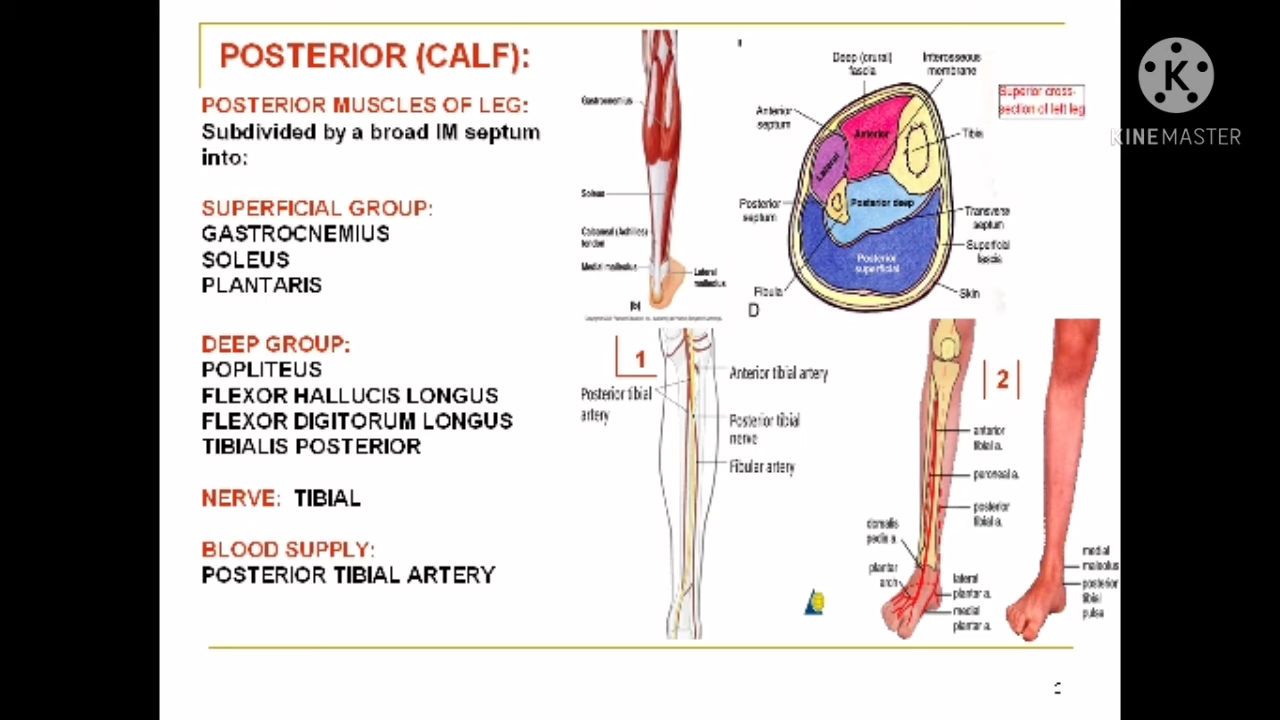 POSTERIOR (CALF):
POSTERIOR MUSCLES OF LEG:
Subdivided by a broad IM septum
into:
SUPERFICIAL GROUP:
GASTROCNEMIUS
SOLEUS
PLANTARIS
DEEP GROUP:
POPLITEUS
FLEXOR HALLUCIS LONGUS
FLEXOR DIGITORUM LONGUS
TIBIALIS POSTERIOR
NERVE: TIBIAL
BLOOD SUPPLY:
POSTERIOR TIBIAL ARTERY
Gastrocnemius
Soleus
Calcaneal (Achilles)
tendon
Medial malleolus
Lateral
malleolus
(b)
Deep (crural)
fascia
Interosseous
membrane
Anterior
septum
Tibia
Posterior
septum
Transverse
septum
Superficial
fascia
Fibula
Skin
Anterior
Lateral
Posterior deep
Posterior
superficial
D
Superior cross-
section of left leg
K
KINEMASTER
1
Anterior tibial artery
Posterior tibial
artery
Posterior tibial
nerve
Fibular artery
2
anterior
tibial a.
peroneal a.
posterior
tibial a.
dorsalis
pedis a.
plantar
arch
lateral
plantar a.
medial
plantar a.
medial
maleolus
posterior
tibial
pulse